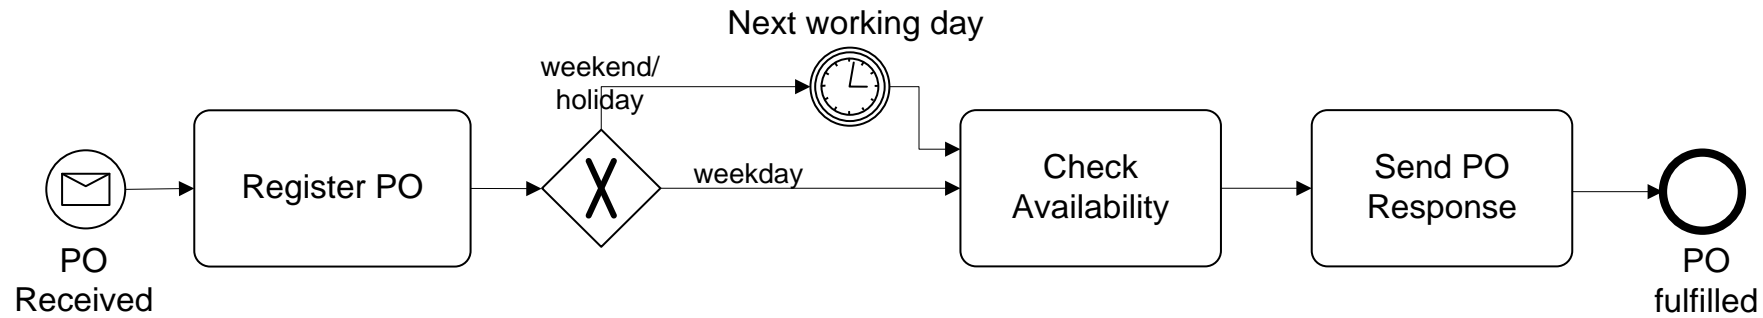 Next working day
weekend/
holiday
PO
Received
Register PO
weekday
Check
Availability
Send PO
Response
PO
fulfilled